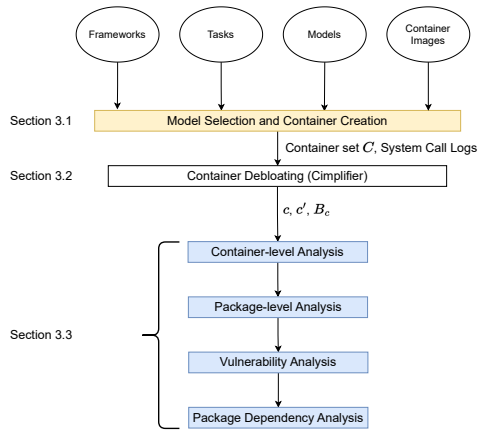 Frameworks
Tasks
Models
Container
Images
Section 3.1
Model Selection and Container Creation
Container set C, System Call Logs
Section 3.2
Container Debloating (Cimplifier)
c, c′, B_c
Container-level Analysis
Package-level Analysis
Section 3.3
Vulnerability Analysis
Package Dependency Analysis